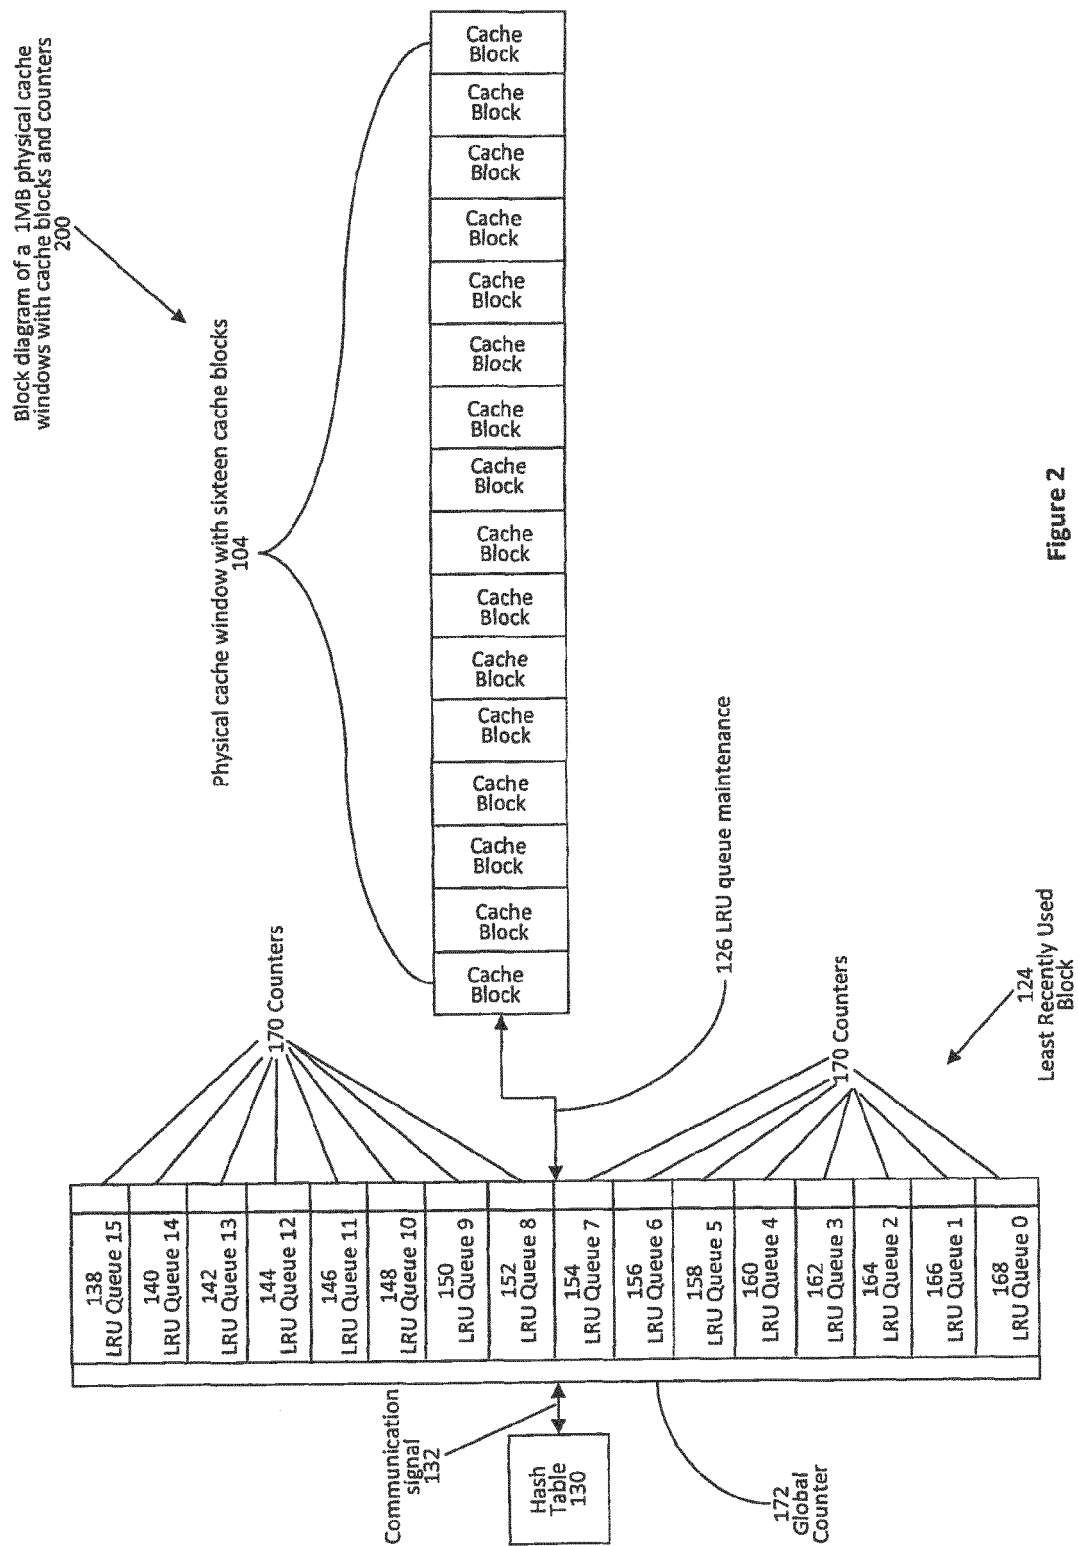 Block diagram of a 1MB physical cache
windows with cache blocks and counters
200
Physical cache window with sixteen cache blocks
104
Cache
Block
Cache
Block
Cache
Block
Cache
Block
Cache
Block
Cache
Block
Cache
Block
Cache
Block
Cache
Block
Cache
Block
Cache
Block
Cache
Block
Cache
Block
Cache
Block
Cache
Block
Cache
Block
170 Counters
126 LRU queue maintenance
170 Counters
124
Least Recently Used
Block
138
LRU Queue 15
140
LRU Queue 14
142
LRU Queue 13
144
LRU Queue 12
146
LRU Queue 11
148
LRU Queue 10
150
LRU Queue 9
152
LRU Queue 8
154
LRU Queue 7
156
LRU Queue 6
158
LRU Queue 5
160
LRU Queue 4
162
LRU Queue 3
164
LRU Queue 2
166
LRU Queue 1
168
LRU Queue 0
Communication
signal
132
Hash
Table
130
172
Global
Counter
Figure 2